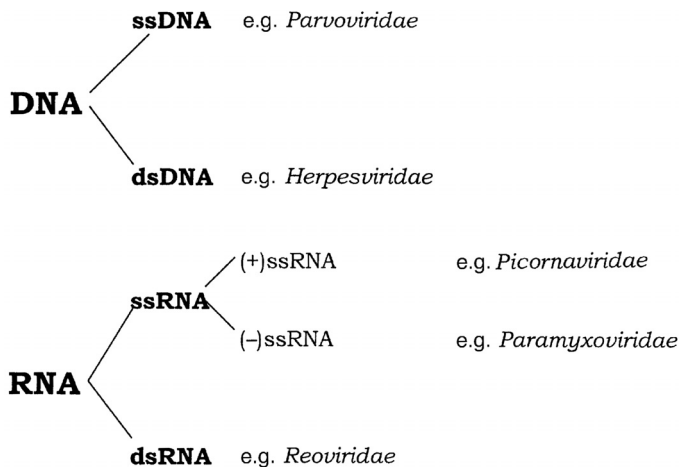 ssDNA e.g. Parvoviridae
DNA
dsDNA e.g. Herpesviridae
(+)ssRNA e.g. Picornaviridae
ssRNA
(–)ssRNA e.g. Paramyxoviridae
RNA
dsRNA e.g. Reoviridae